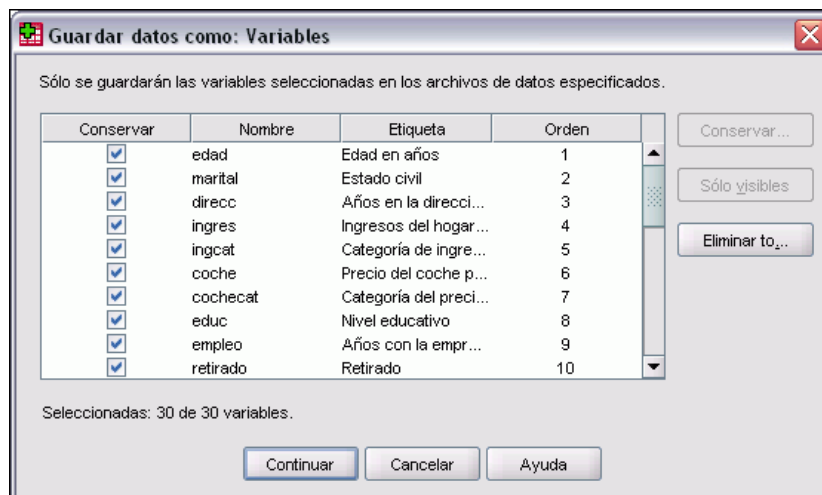 Guardar datos como: Variables
Sólo se guardarán las variables seleccionadas en los archivos de datos especificados.
Conservar Nombre Etiqueta Orden
edad Edad en años 1
marital Estado civil 2
direcc Años en la direcci... 3
ingres Ingresos del hogar... 4
ingcat Categoría de ingre... 5
coche Precio del coche p... 6
cochecat Categoría del preci... 7
educ Nivel educativo 8
empleo Años con la empr... 9
retirado Retirado 10
Conservar...
Sólo visibles
Eliminar to...
Seleccionadas: 30 de 30 variables.
Continuar Cancelar Ayuda